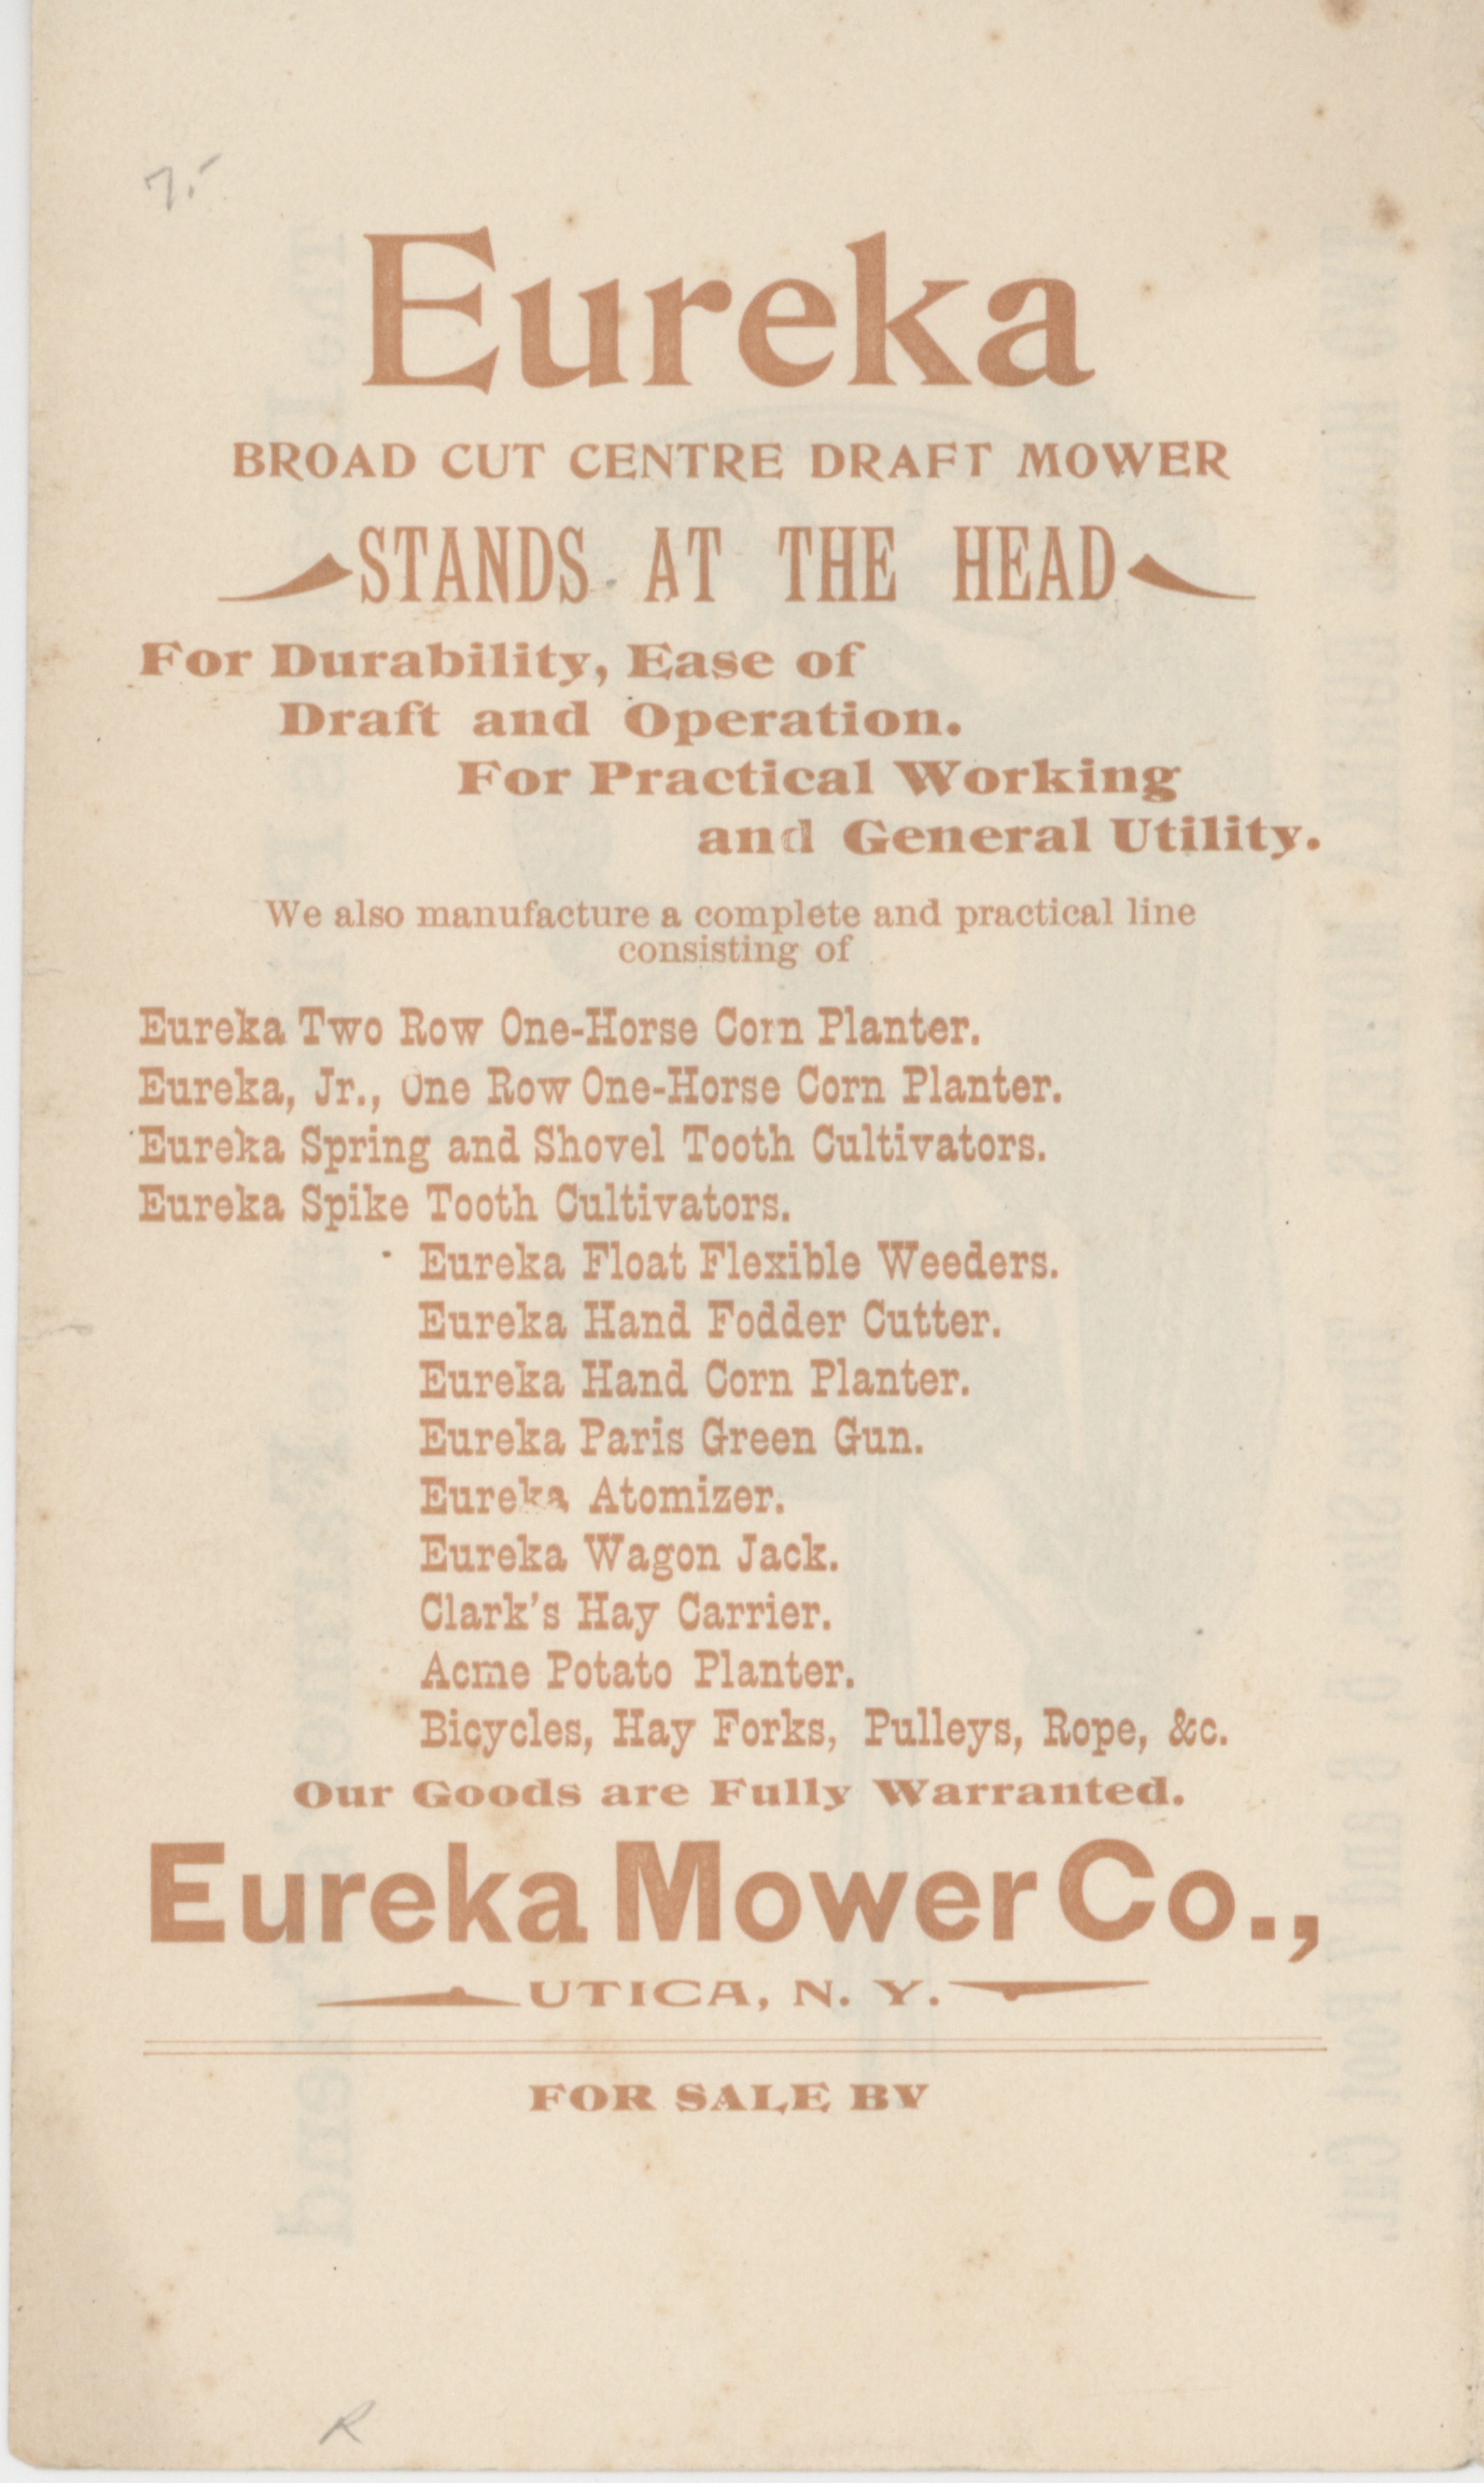 7.-
Eureka
BROAD CUT CENTRE DRAFT MOWER
STANDS AT THE HEAD
For Durability, Ease of
Draft and Operation.
For Practical Working
and General Utility.
We also manufacture a complete and practical line
consisting of
Eureka Two Row One-Horse Corn Planter.
Eureka, Jr., One Row One-Horse Corn Planter.
Eureka Spring and Shovel Tooth Cultivators.
Eureka Spike Tooth Cultivators.
Eureka Float Flexible Weeders.
Eureka Hand Fodder Cutter.
Eureka Hand Corn Planter.
Eureka Paris Green Gun.
Eureka Atomizer.
Eureka Wagon Jack.
Clark's Hay Carrier.
Acme Potato Planter.
Bicycles, Hay Forks, Pulleys, Rope, &c.
Our Goods are Fully Warranted.
Eureka Mower Co.,
UTICA, N. Y.
FOR SALE BY
R